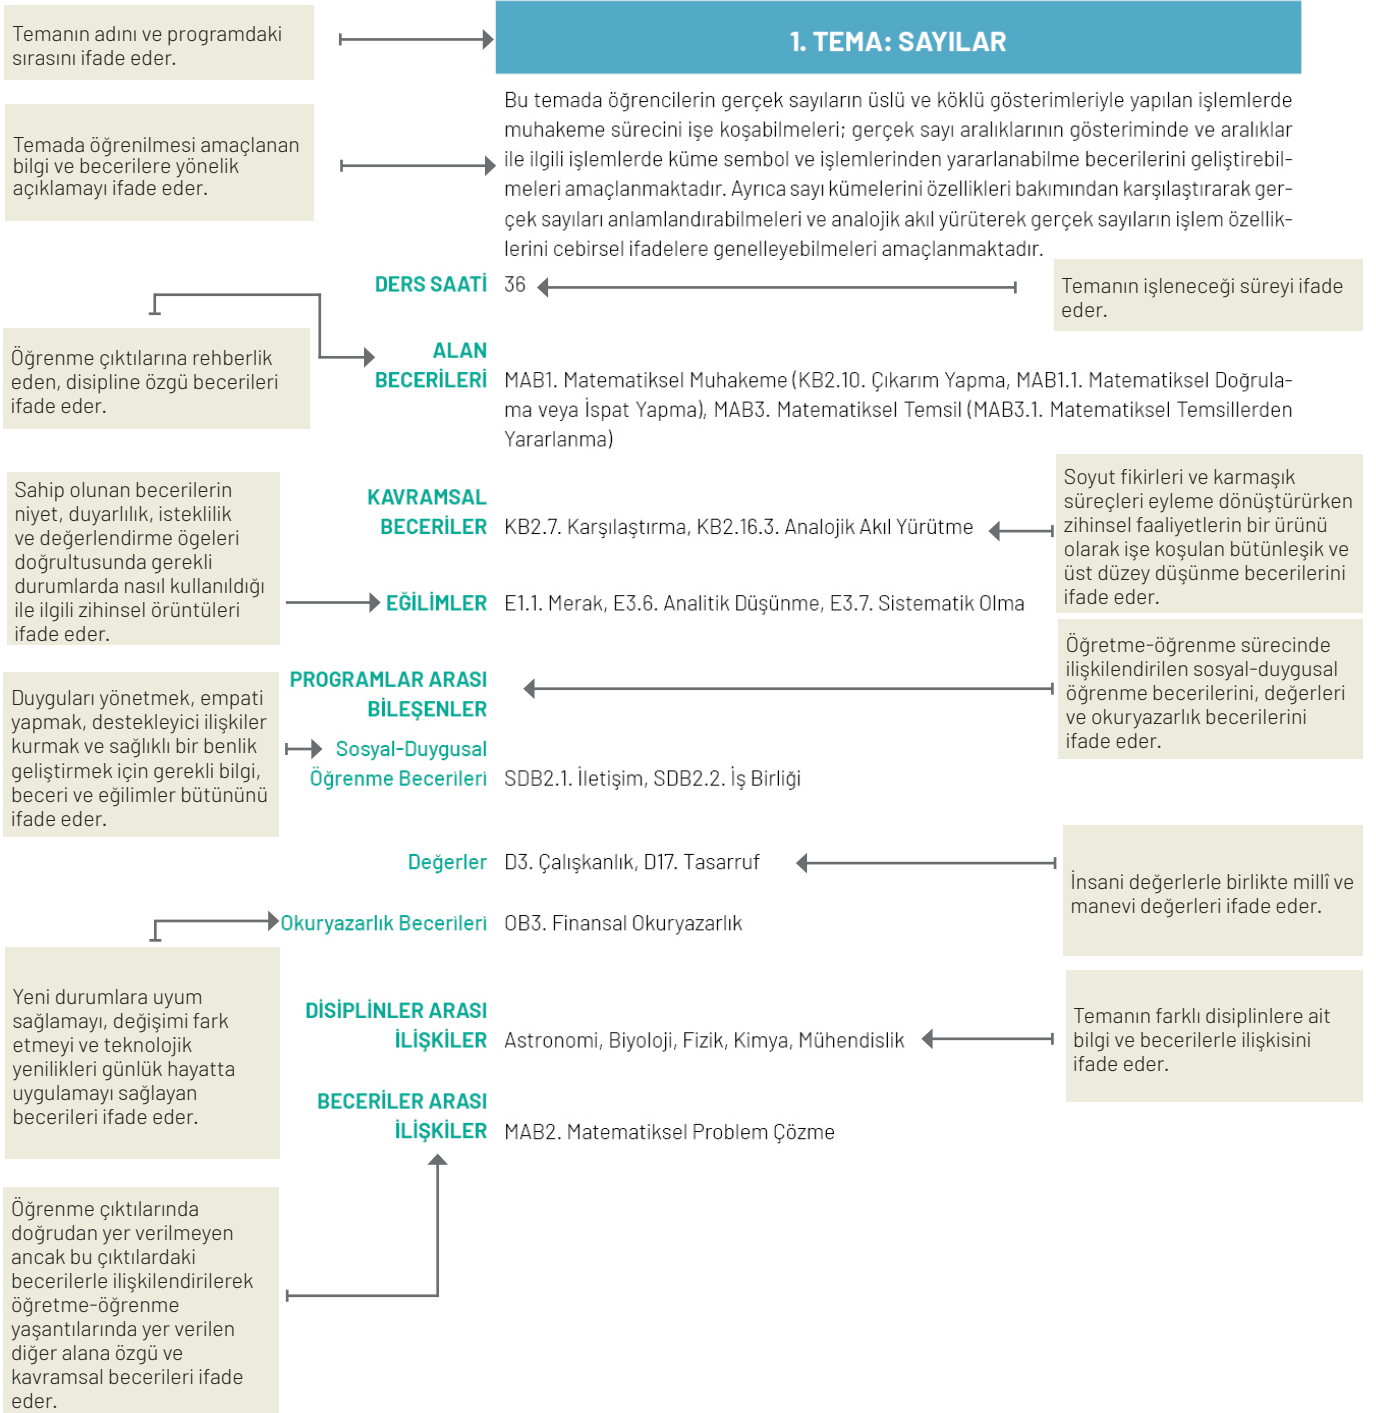 Temanın adını ve programdaki
sırasını ifade eder.
1. TEMA: SAYILAR
Temada öğrenilmesi amaçlanan
bilgi ve becerilere yönelik
açıklamayı ifade eder.
Bu temada öğrencilerin gerçek sayıların üslü ve köklü gösterimleriyle yapılan işlemlerde
muhakeme sürecini işe koşabilmeleri; gerçek sayı aralıklarının gösteriminde ve aralıklar
ile ilgili işlemlerde küme sembol ve işlemlerinden yararlanabilme becerilerini geliştirebil-
meleri amaçlanmaktadır. Ayrıca sayı kümelerini özellikleri bakımından karşılaştırarak ger-
çek sayıları anlamlandırabilmeleri ve analojik akıl yürüterek gerçek sayıların işlem özellik-
lerini cebirsel ifadelere genelleyebilmeleri amaçlanmaktadır.
DERS SAATİ 36
Temanın işleneceği süreyi ifade
eder.
Öğrenme çıktılarına rehberlik
eden, disipline özgü becerileri
ifade eder.
ALAN
BECERİLERİ
MAB1. Matematiksel Muhakeme (KB2.10. Çıkarım Yapma, MAB1.1. Matematiksel Doğrula-
ma veya İspat Yapma), MAB3. Matematiksel Temsil (MAB3.1. Matematiksel Temsillerden
Yararlanma)
Sahip olunan becerilerin
niyet, duyarlılık, isteklilik
ve değerlendirme ögeleri
doğrultusunda gerekli
durumlarda nasıl kullanıldığı
ile ilgili zihinsel örüntüleri
ifade eder.
KAVRAMSAL
BECERİLER KB2.7. Karşılaştırma, KB2.16.3. Analojik Akıl Yürütme
Soyut fikirleri ve karmaşık
süreçleri eyleme dönüştürürken
zihinsel faaliyetlerin bir ürünü
olarak işe koşulan bütünleşik ve
üst düzey düşünme becerilerini
ifade eder.
EĞİLİMLER E1.1. Merak, E3.6. Analitik Düşünme, E3.7. Sistematik Olma
Öğretme-öğrenme sürecinde
ilişkilendirilen sosyal-duygusal
öğrenme becerilerini, değerleri
ve okuryazarlık becerilerini
ifade eder.
PROGRAMLAR ARASI
BİLEŞENLER
Duyguları yönetmek, empati
yapmak, destekleyici ilişkiler
kurmak ve sağlıklı bir benlik
geliştirmek için gerekli bilgi,
beceri ve eğilimler bütününü
ifade eder.
Sosyal-Duygusal
Öğrenme Becerileri SDB2.1. İletişim, SDB2.2. İş Birliği
Değerler D3. Çalışkanlık, D17. Tasarruf
İnsani değerlerle birlikte millî ve
manevi değerleri ifade eder.
Okuryazarlık Becerileri OB3. Finansal Okuryazarlık
Yeni durumlara uyum
sağlamayı, değişimi fark
etmeyi ve teknolojik
yenilikleri günlük hayatta
uygulamayı sağlayan
becerileri ifade eder.
DİSİPLİNLER ARASI
İLİŞKİLER Astronomi, Biyoloji, Fizik, Kimya, Mühendislik
Temanın farklı disiplinlere ait
bilgi ve becerilerle ilişkisini
ifade eder.
BECERİLER ARASI
İLİŞKİLER MAB2. Matematiksel Problem Çözme
Öğrenme çıktılarında
doğrudan yer verilmeyen
ancak bu çıktılardaki
becerilerle ilişkilendirilerek
öğretme-öğrenme
yaşantılarında yer verilen
diğer alana özgü ve
kavramsal becerileri ifade
eder.